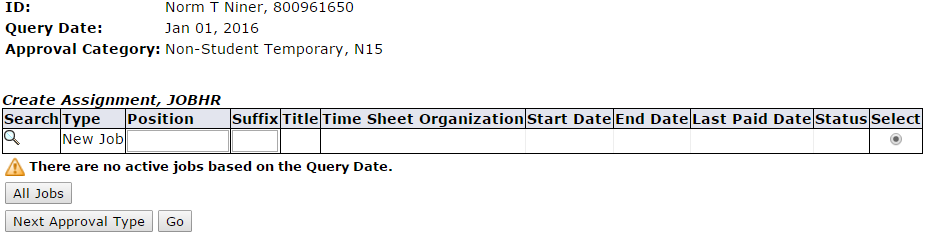 ID: Norm T Niner, 800961650
Query Date: Jan 01, 2016
Approval Category: Non-Student Temporary, N15
Create Assignment, JOBHR
Search Type Position Suffix Title Time Sheet Organization Start Date End Date Last Paid Date Status Select
New Job
There are no active jobs based on the Query Date.
All Jobs
Next Approval Type Go